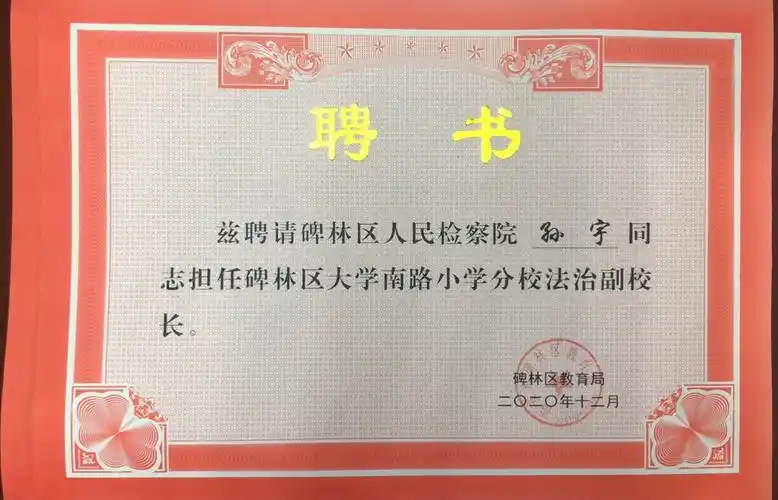 聘书
兹聘请碑林区人民检察院 孙宇 同
志担任碑林区大学南路小学分校法治副校
长。
碑林区教育局
二〇二〇年十二月